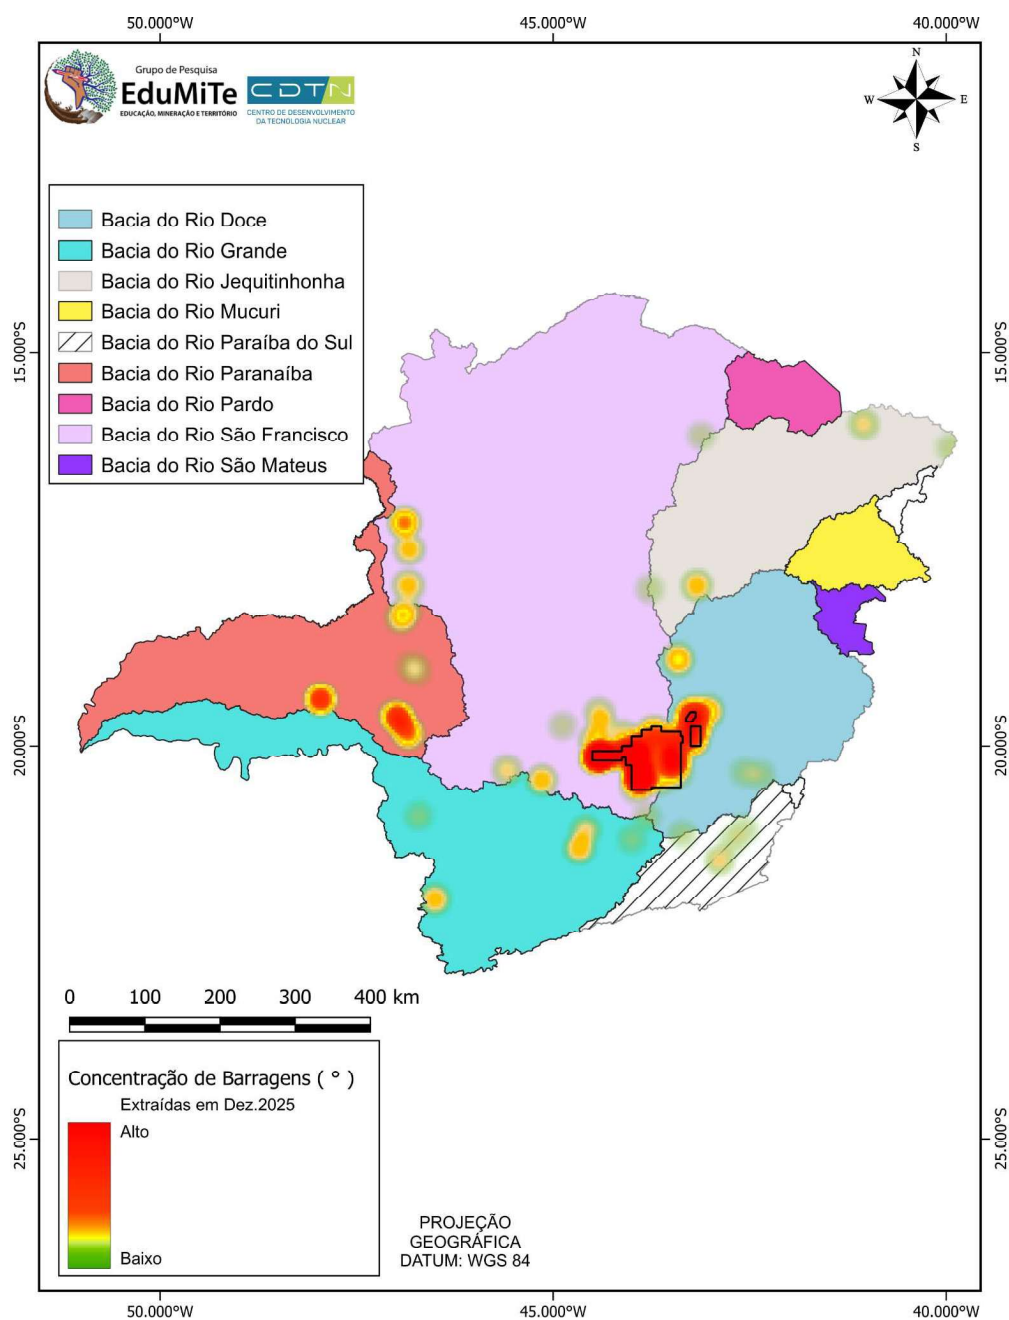 50.000°W 45.000°W 40.000°W
Grupo de Pesquisa
EduMiTe
EDUCAÇÃO, MINERAÇÃO E TERRITÓRIO
CDTN
CENTRO DE DESENVOLVIMENTO
DA TECNOLOGIA NUCLEAR
N
W E
S
Bacia do Rio Doce
Bacia do Rio Grande
Bacia do Rio Jequitinhonha
Bacia do Rio Mucuri
Bacia do Rio Paraíba do Sul
Bacia do Rio Paranaíba
Bacia do Rio Pardo
Bacia do Rio São Francisco
Bacia do Rio São Mateus
15.000°S 15.000°S
20.000°S 20.000°S
0 100 200 300 400 km
Concentração de Barragens ( ° )
Extraídas em Dez.2025
Alto
Baixo
25.000°S 25.000°S
PROJEÇÃO
GEOGRÁFICA
DATUM: WGS 84
50.000°W 45.000°W 40.000°W